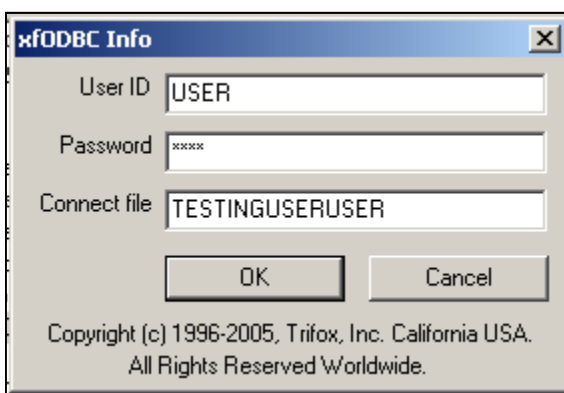 xfODBC Info
User ID USER
Password ××××
Connect file TESTINGUSERUSER
OK Cancel
Copyright (c) 1996-2005, Trifox, Inc. California USA.
All Rights Reserved Worldwide.